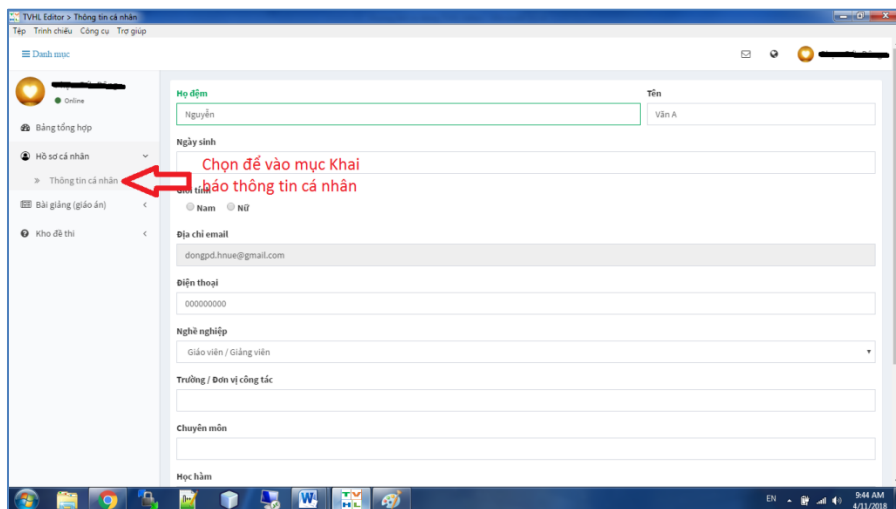 TVHL Editor > Thông tin cá nhân
Tệp Trình chiếu Công cụ Trợ giúp
Danh mục
Online
Bảng tổng hợp
Hồ sơ cá nhân
» Thông tin cá nhân
Bài giảng (giáo án)
Kho đề thi
Họ đệm
Tên
Nguyễn
Văn A
Ngày sinh
Chọn để vào mục Khai
báo thông tin cá nhân
Giới tính
Nam Nữ
Địa chỉ email
dongpd.hnue@gmail.com
Điện thoại
000000000
Nghề nghiệp
Giáo viên / Giảng viên
Trường / Đơn vị công tác
Chuyên môn
Học hàm
TV
HL
EN
9:44 AM
4/11/2018